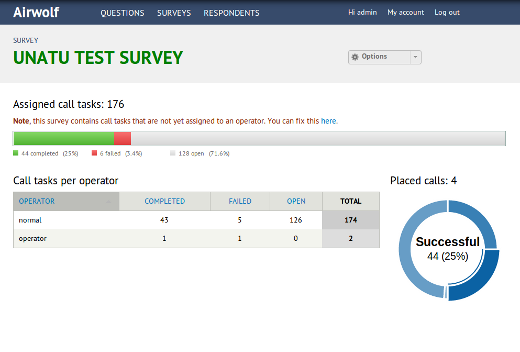 Airwolf QUESTIONS SURVEYS RESPONDENTS Hi admin My account Log out
SURVEY
UNATU TEST SURVEY
Options
Assigned call tasks: 176
Note, this survey contains call tasks that are not yet assigned to an operator. You can fix this here.
44 completed (25%) 6 failed (3.4%) 128 open (71.6%)
Call tasks per operator
OPERATOR COMPLETED FAILED OPEN TOTAL
normal 43 5 126 174
operator 1 1 0 2
Placed calls: 4
Successful
44 (25%)